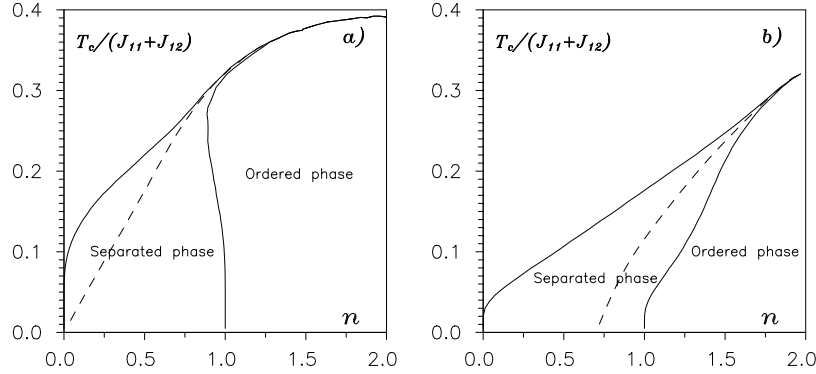 T_c/(J_11+J_12)
a)
0.4
0.3
0.2
0.1
0.0
Ordered phase
Separated phase
n
0.0 0.5 1.0 1.5 2.0
T_c/(J_11+J_12)
b)
0.4
0.3
0.2
0.1
0.0
Ordered phase
Separated phase
n
0.0 0.5 1.0 1.5 2.0